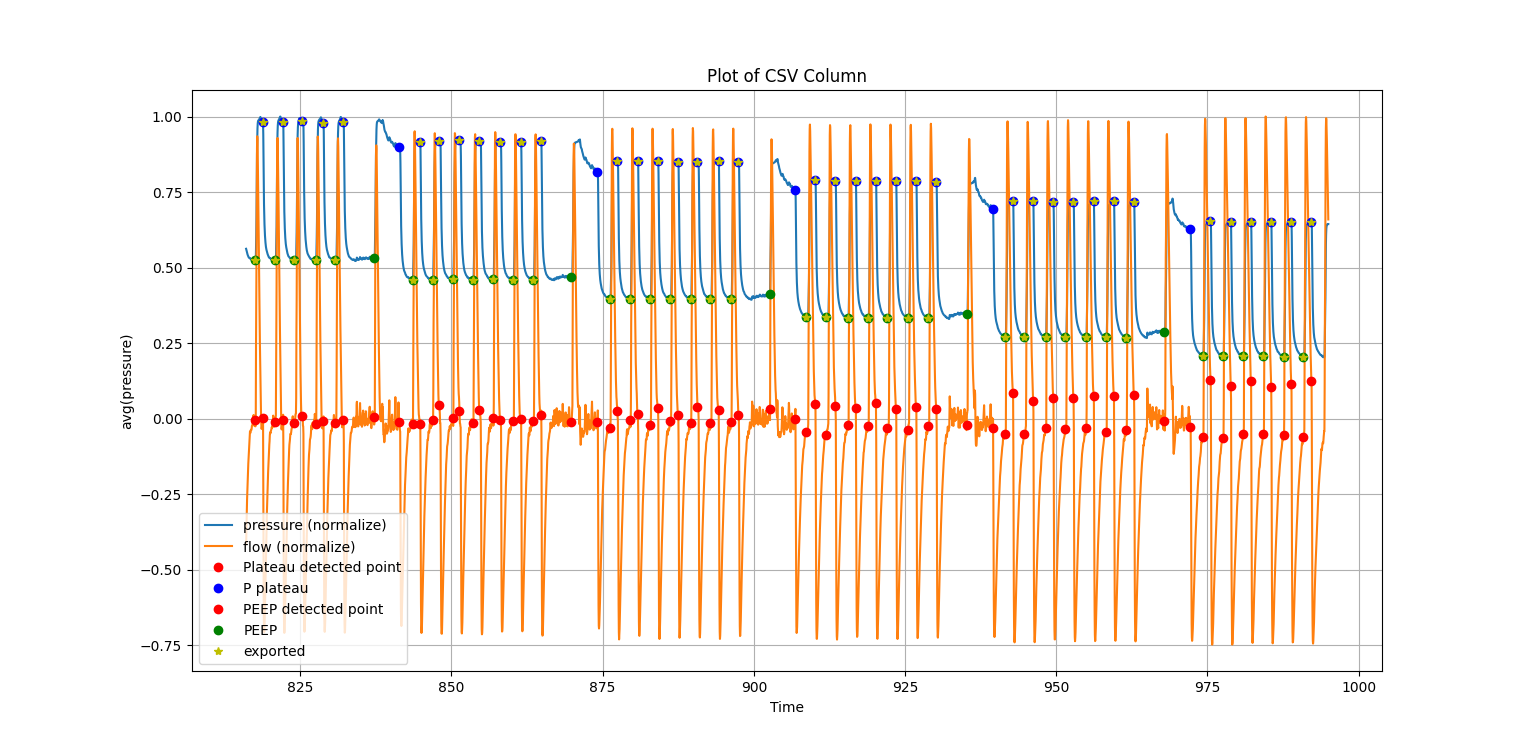 Plot of CSV Column
avg(pressure)
1.00
0.75
0.50
0.25
0.00
−0.25
−0.50
−0.75
pressure (normalize)
flow (normalize)
Plateau detected point
P plateau
PEEP detected point
PEEP
exported
825 850 875 900 925 950 975 1000
Time